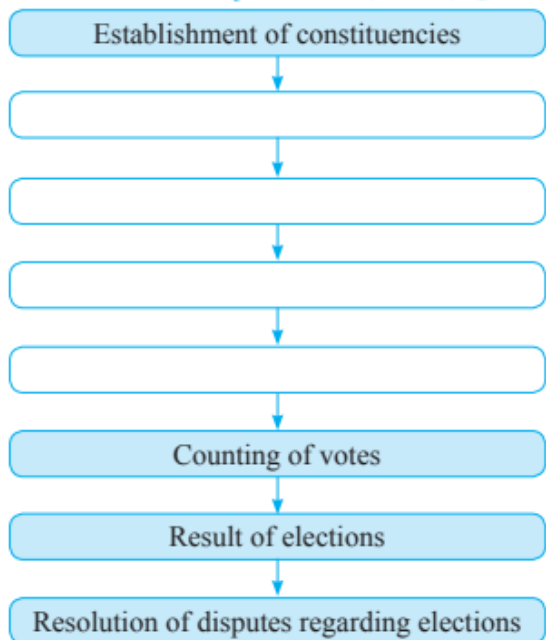 Establishment of constituencies
Counting of votes
Result of elections
Resolution of disputes regarding elections